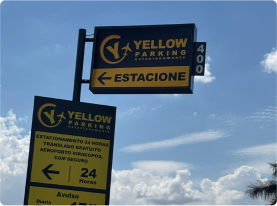 YELLOW
PARKING
estacionamento
ESTACIONE
400
YELLOW
PARKING
estacionamento
ESTACIONAMENTO 24 HORAS
TRANSLADO GRATUITO
AEROPORTO VIRACOPOS,
COM SEGURO
24
Horas
Avulso
Diária